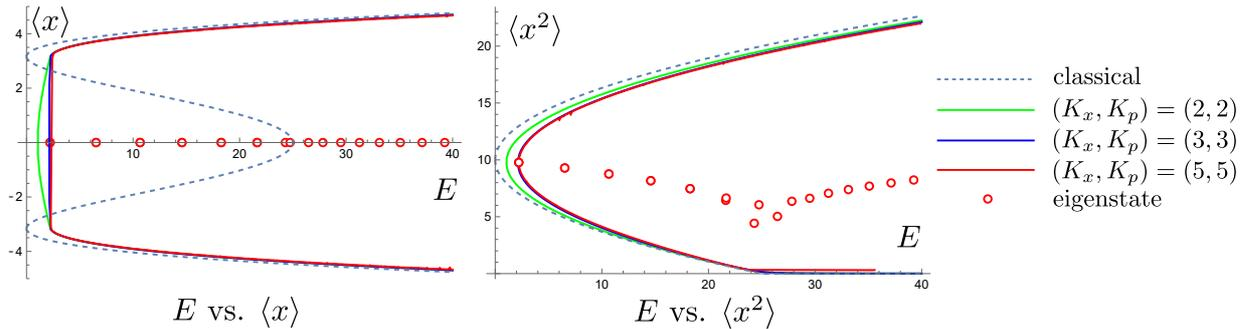 ⟨x⟩
4
2
-2
-4
10
20
30
40
E
E vs. ⟨x⟩
⟨x²⟩
20
15
10
5
10
20
30
40
E
E vs. ⟨x²⟩
classical
(Kₓ, Kₚ) = (2, 2)
(Kₓ, Kₚ) = (3, 3)
(Kₓ, Kₚ) = (5, 5)
eigenstate